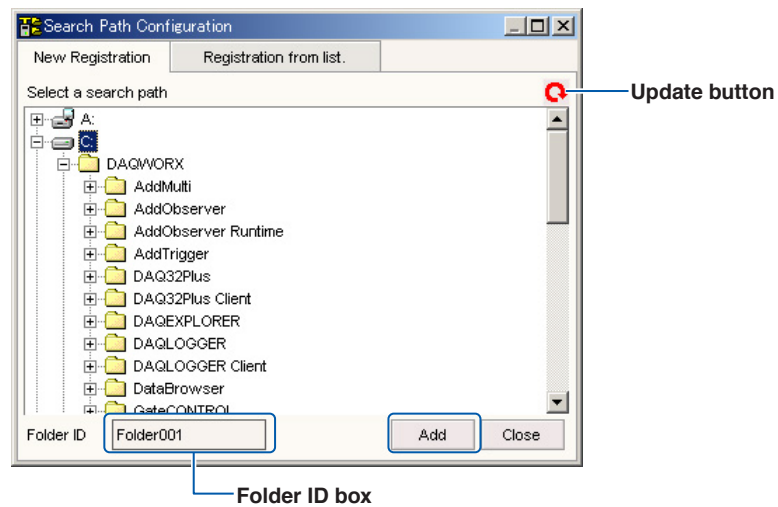 Search Path Configuration
New Registration
Registration from list.
Select a search path
Update button
A:
C:
DAQWORX
AddMulti
AddObserver
AddObserver Runtime
AddTrigger
DAQ32Plus
DAQ32Plus Client
DAQEXPLORER
DAQLOGGER
DAQLOGGER Client
DataBrowser
GateCONTROL
Folder ID
Folder001
Add
Close
Folder ID box